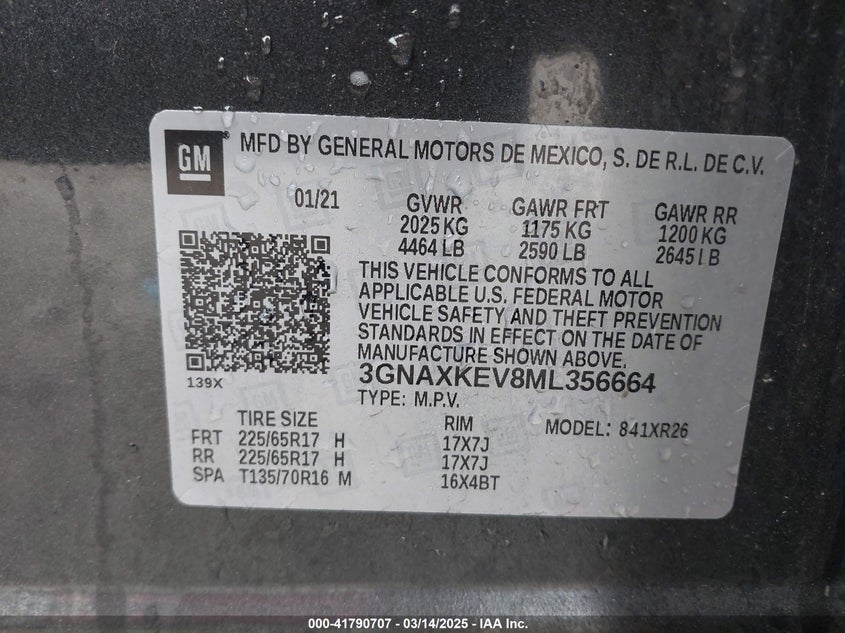 GM
MFD BY GENERAL MOTORS DE MEXICO, S. DE R.L. DE C.V.
01/21
GVWR GAWR FRT GAWR RR
2025 KG 1175 KG 1200 KG
4464 LB 2590 LB 2645 LB
THIS VEHICLE CONFORMS TO ALL
APPLICABLE U.S. FEDERAL MOTOR
VEHICLE SAFETY AND THEFT PREVENTION
STANDARDS IN EFFECT ON THE DATE OF
MANUFACTURE SHOWN ABOVE.
139X
3GNAXKEV8ML356664
TYPE: M.P.V.
TIRE SIZE RIM MODEL: 841XR26
FRT 225/65R17 H 17X7J
RR 225/65R17 H 17X7J
SPA T135/70R16 M 16X4BT
000-41790707 - 03/14/2025 - IAA Inc.